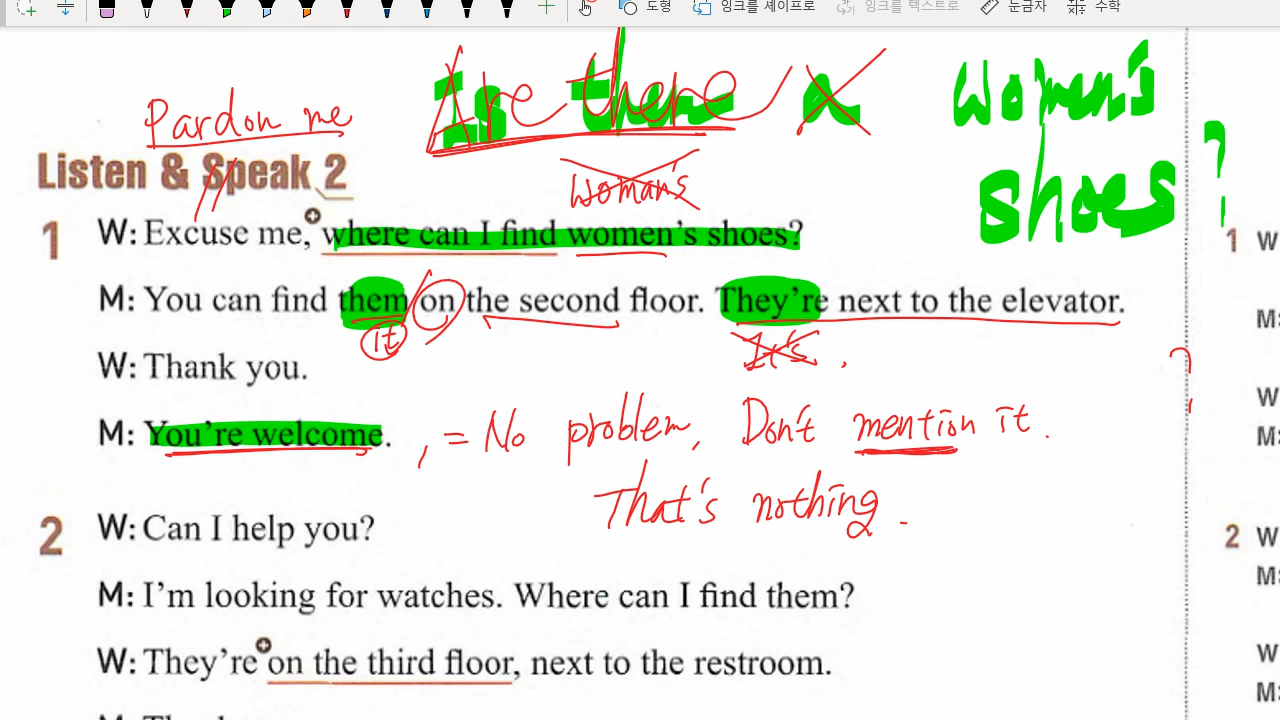 도형 잉크를 셰이프로 잉크를 텍스트로 눈금자 수학
Pardon me
Are there a women's
shoes?
woman's
Listen & Speak 2
1 W: Excuse me, where can I find women's shoes?
M: You can find them on the second floor. They're next to the elevator.
it It's.
W: Thank you.
M: You're welcome. , = No problem, Don't mention it.
That's nothing.
2 W: Can I help you?
M: I'm looking for watches. Where can I find them?
W: They're on the third floor, next to the restroom.
1 W
M:
W
M:
2 W
M:
W
M: